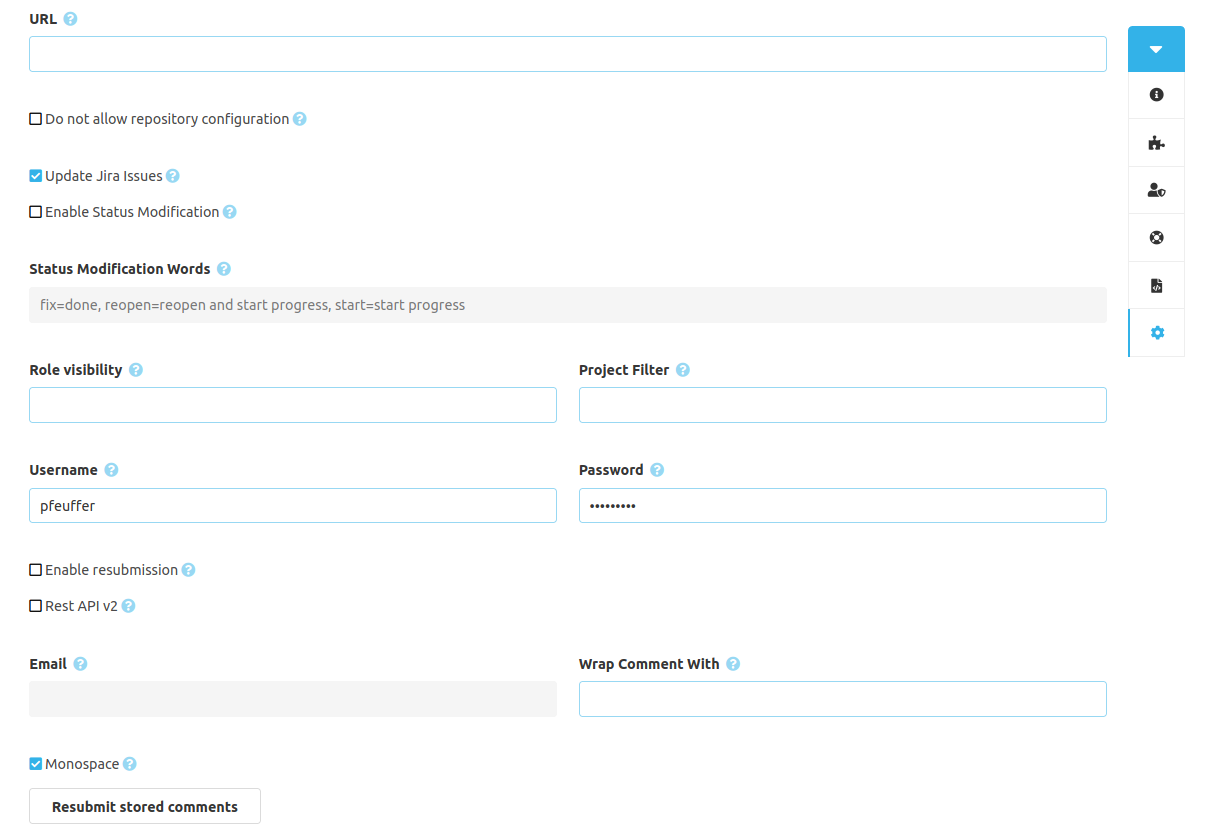 URL
Do not allow repository configuration
Update Jira Issues
Enable Status Modification
Status Modification Words
fix=done, reopen=reopen and start progress, start=start progress
Role visibility
Project Filter
Username
Password
pfeuffer
•••••••••
Enable resubmission
Rest API v2
Email
Wrap Comment With
Monospace
Resubmit stored comments